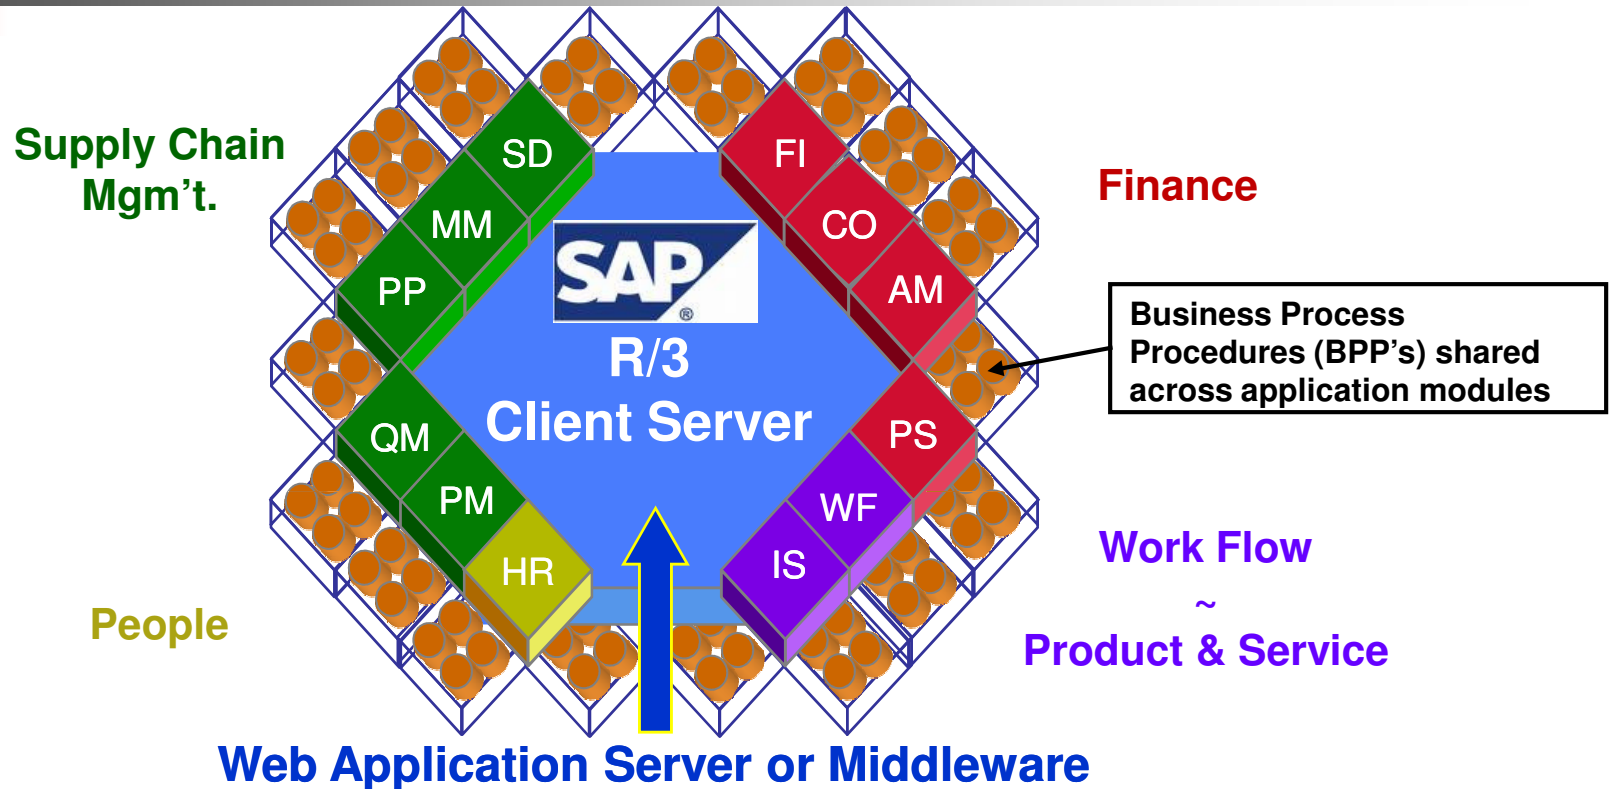 Supply Chain
Mgm't.
SD
MM
PP
QM
PM
HR
SAP
®
R/3
Client Server
FI
CO
AM
PS
WF
IS
Finance
Business Process
Procedures (BPP's) shared
across application modules
Work Flow
~
Product & Service
People
Web Application Server or Middleware